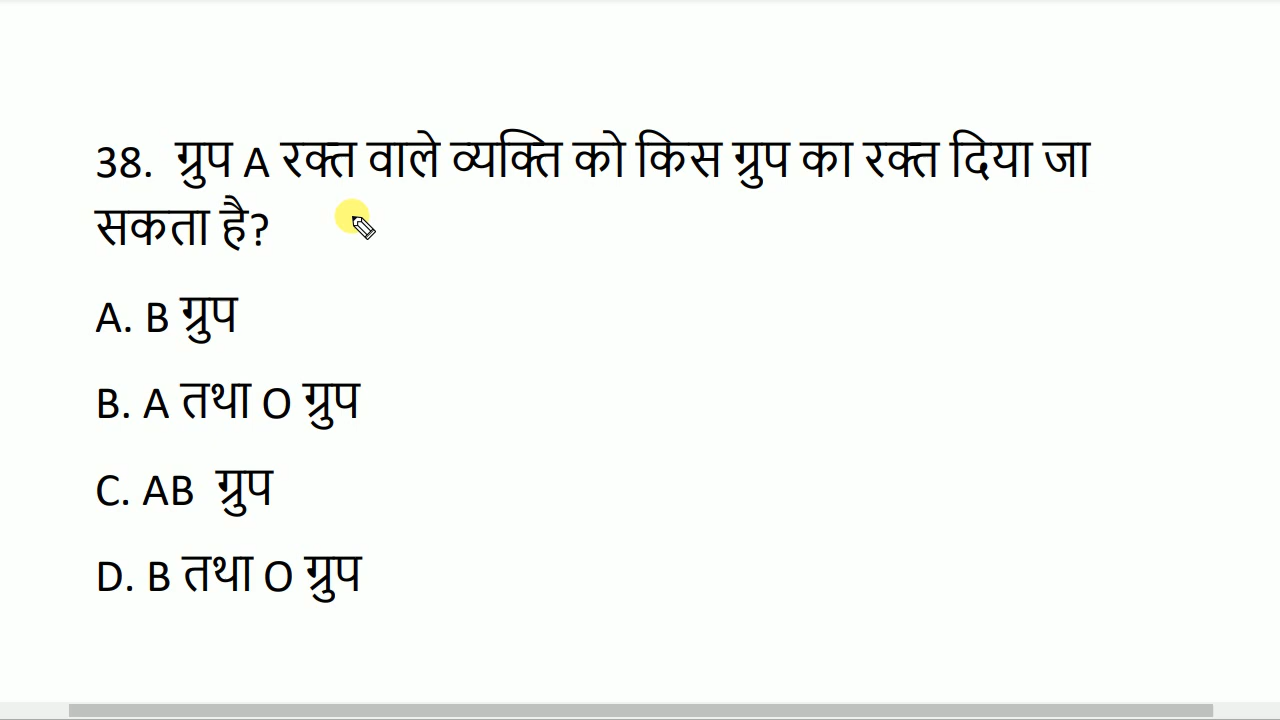 38.  ग्रुप A रक्त वाले व्यक्ति को किस ग्रुप का रक्त दिया जा
सकता है?
A. B ग्रुप
B. A तथा O ग्रुप
C. AB  ग्रुप
D. B तथा O ग्रुप